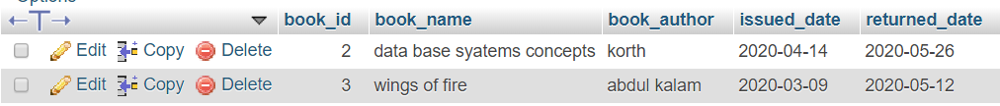 Options
book_id book_name book_author issued_date returned_date
Edit Copy Delete 2 data base syatems concepts korth 2020-04-14 2020-05-26
Edit Copy Delete 3 wings of fire abdul kalam 2020-03-09 2020-05-12